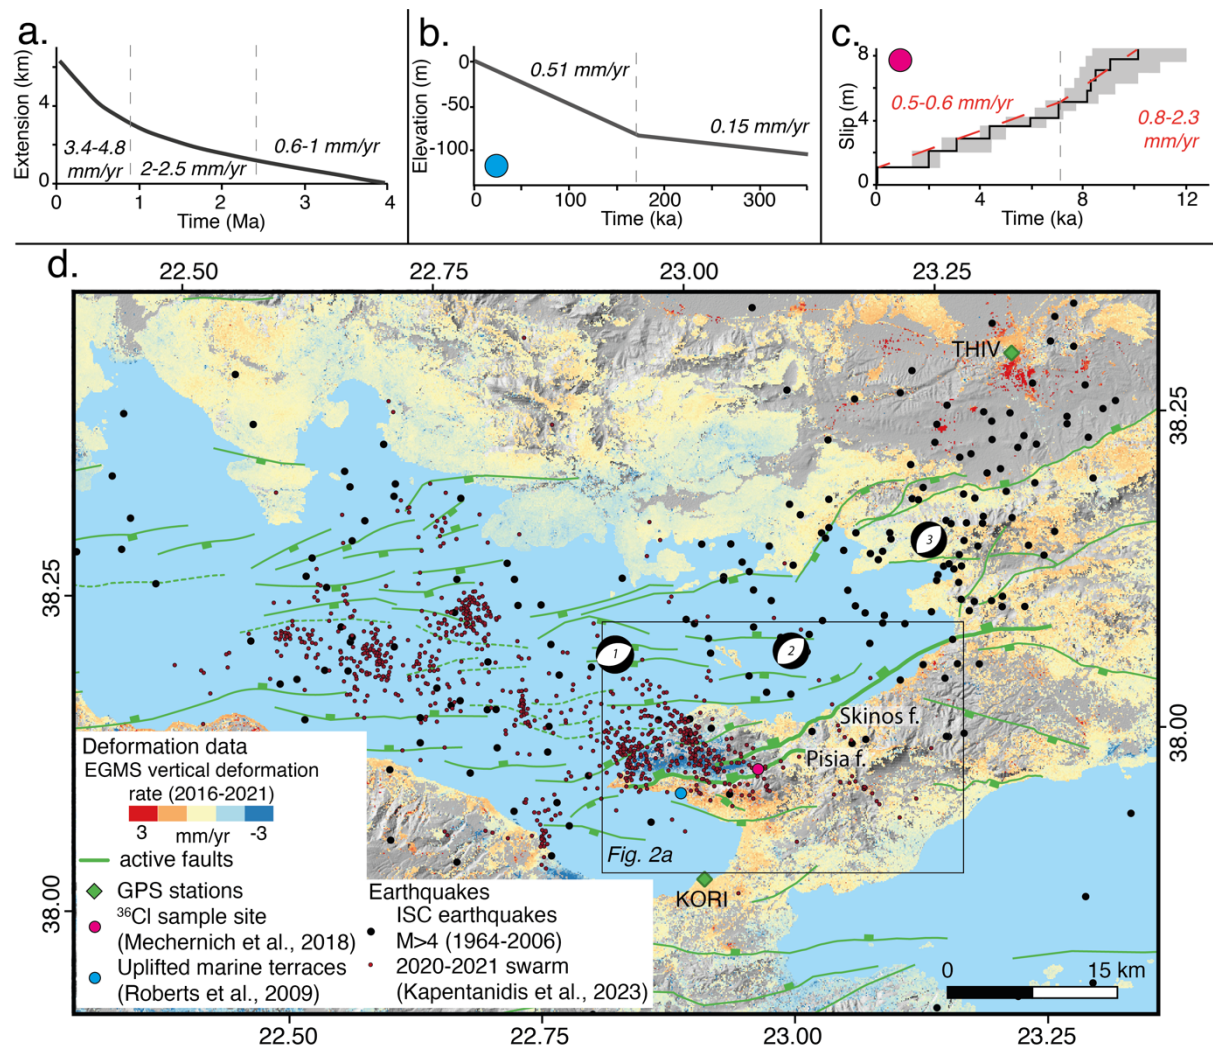 a.
Extension (km)
4
0
3.4-4.8
mm/yr
2-2.5 mm/yr
0.6-1 mm/yr
0 1 2 3 4
Time (Ma)
b.
Elevation (m)
0
-50
-100
0.51 mm/yr
0.15 mm/yr
0 100 200 300
Time (ka)
c.
Slip (m)
8
4
0
0.5-0.6 mm/yr
0.8-2.3
mm/yr
0 4 8 12
Time (ka)
d.
22.50 22.75 23.00 23.25
THIV
38.25
38.25
3
1
2
Skinos f.
Pisia f.
38.00
38.00
Fig. 2a
KORI
Deformation data
EGMS vertical deformation
rate (2016-2021)
3 mm/yr -3
active faults
GPS stations
36Cl sample site
(Mechernich et al., 2018)
Uplifted marine terraces
(Roberts et al., 2009)
Earthquakes
ISC earthquakes
M>4 (1964-2006)
2020-2021 swarm
(Kapentanidis et al., 2023)
0 15 km
22.50 22.75 23.00 23.25